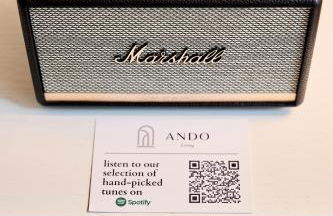 Marshall
ANDO
Living
listen to our
selection of
hand-picked
tunes on
Spotify